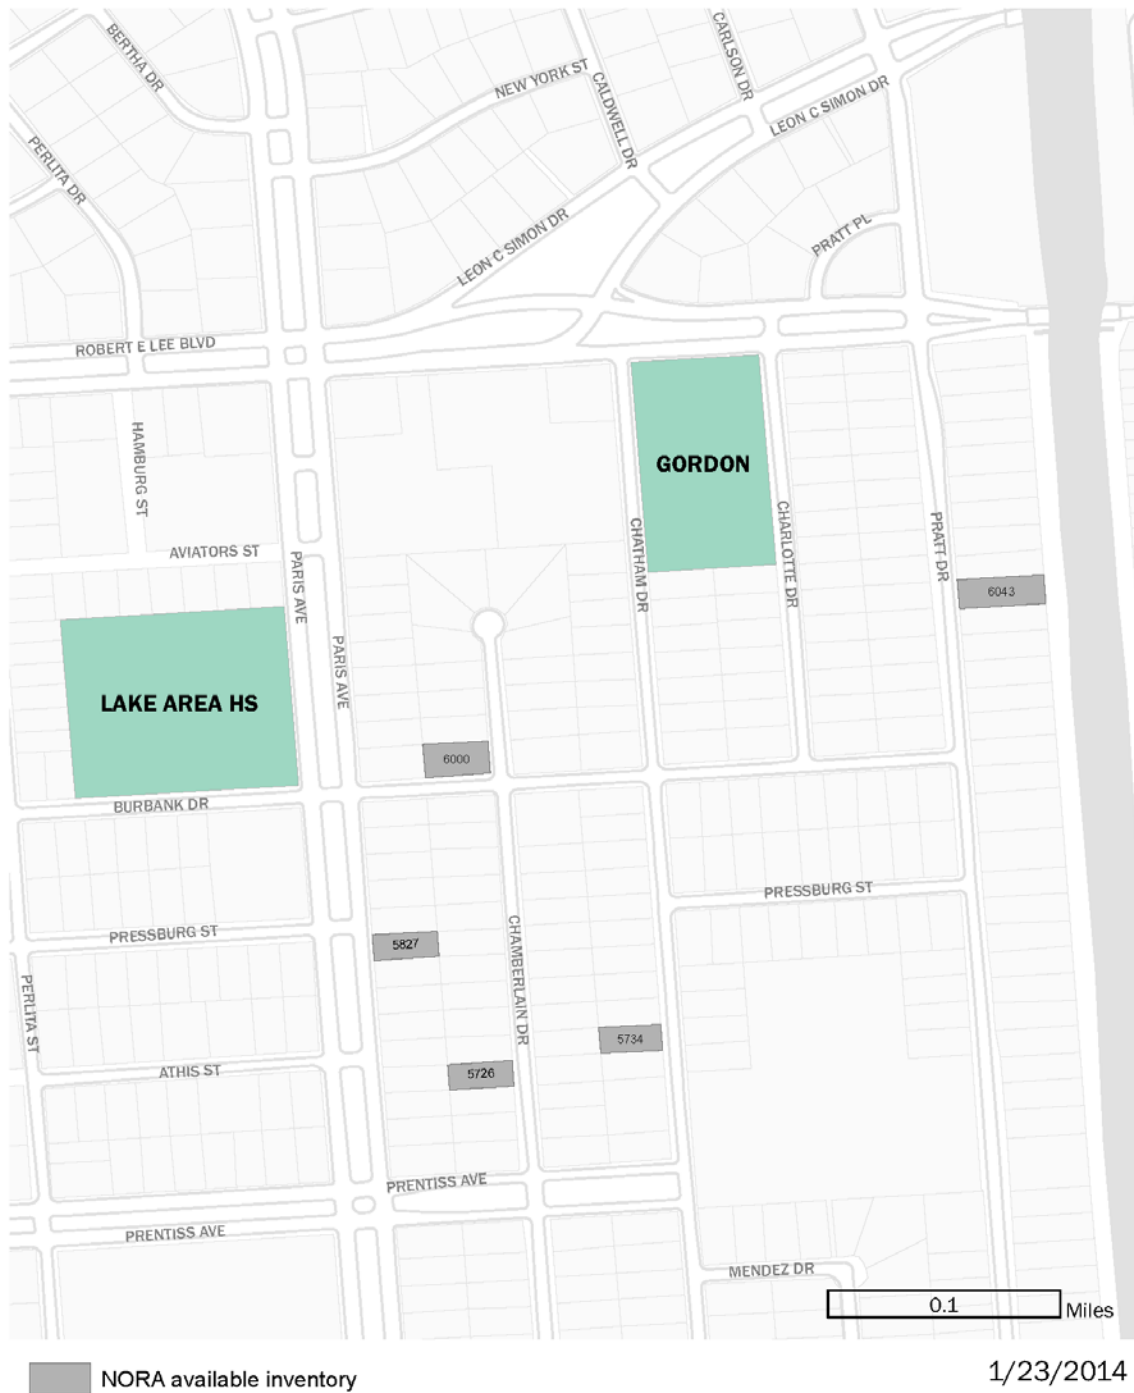 BERTHA DR
CARLSON DR
NEW YORK ST
CALDWELL DR
LEON C SIMON DR
PERLITA DR
LEON C SIMON DR
PRATT PL
ROBERT E LEE BLVD
HAMBURG ST
GORDON
CHATHAM DR
CHARLOTTE DR
PRATT DR
AVIATORS ST
PARIS AVE
6043
PARIS AVE
LAKE AREA HS
6000
BURBANK DR
PRESSBURG ST
PRESSBURG ST
5827
CHAMBERLAIN DR
PERLITA ST
5734
ATHIS ST
5726
PRENTISS AVE
PRENTISS AVE
MENDEZ DR
0.1
Miles
NORA available inventory
1/23/2014